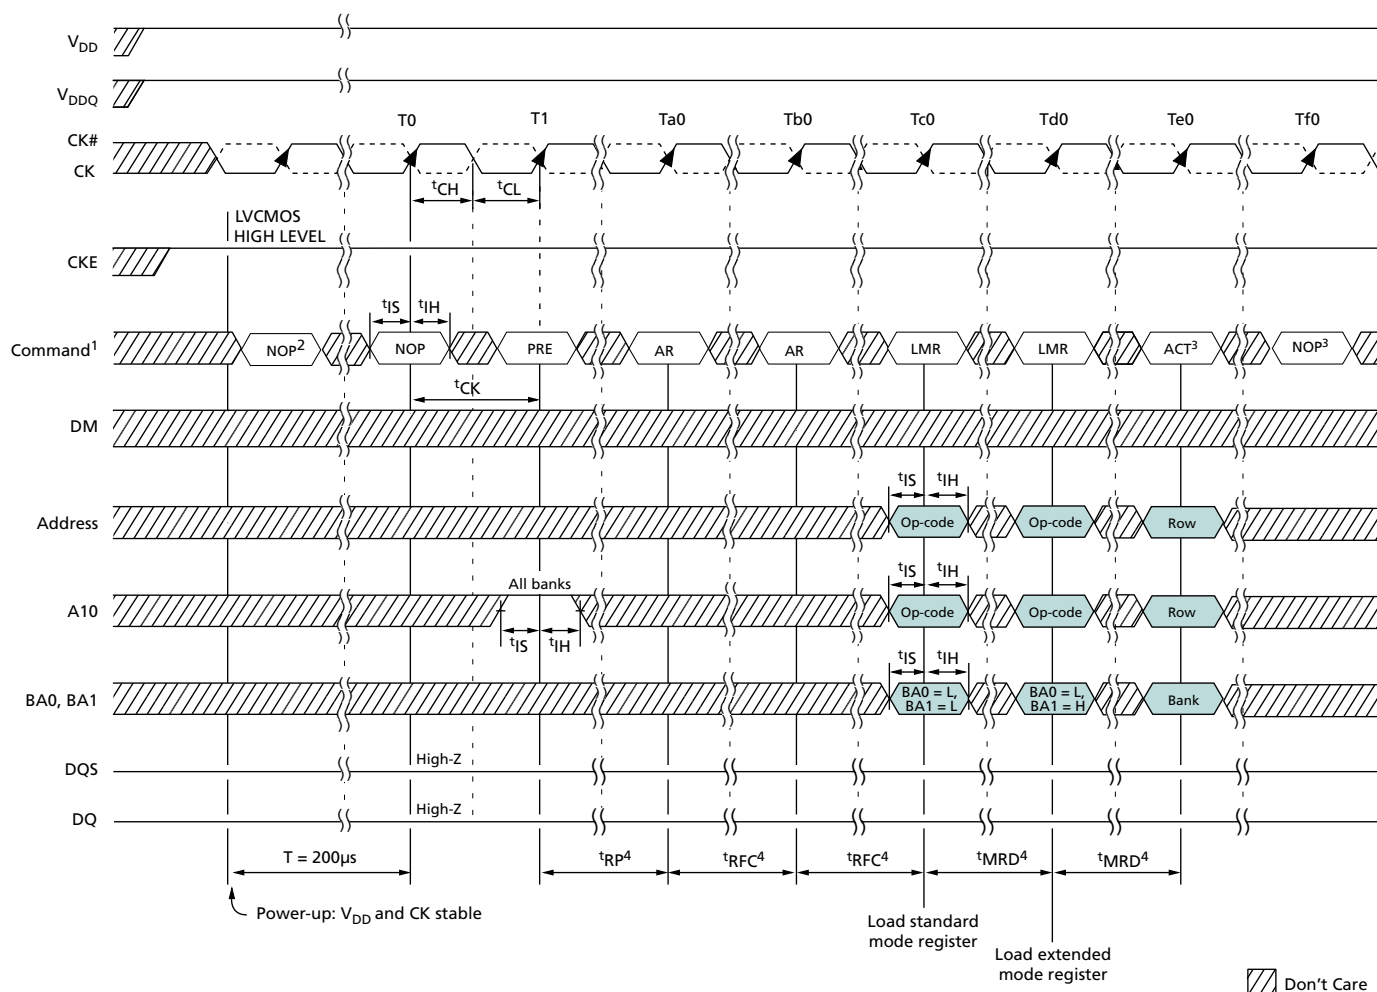 VDD
VDDQ
T0 T1 Ta0 Tb0 Tc0 Td0 Te0 Tf0
CK#
CK
tCH tCL
LVCMOS
HIGH LEVEL
CKE
tIS tIH
Command1 NOP2 NOP PRE AR AR LMR LMR ACT3 NOP3
tCK
DM
tIS tIH
Address Op-code Op-code Row
tIS tIH
All banks
A10 Op-code Op-code Row
tIS tIH
tIS tIH
BA0, BA1 BA0 = L, BA1 = L BA0 = L, BA1 = H Bank
High-Z
DQS
High-Z
DQ
T = 200µs tRP4 tRFC4 tRFC4 tMRD4 tMRD4
Power-up: VDD and CK stable
Load standard
mode register
Load extended
mode register
Don't Care